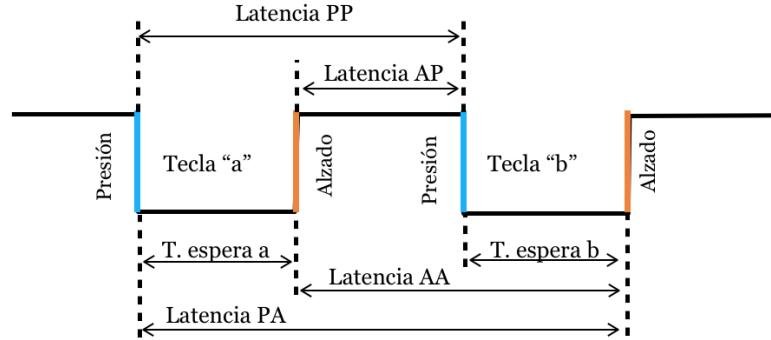 Latencia PP
Latencia AP
Presión
Tecla “a”
Alzado
Presión
Tecla “b”
Alzado
T. espera a
T. espera b
Latencia AA
Latencia PA